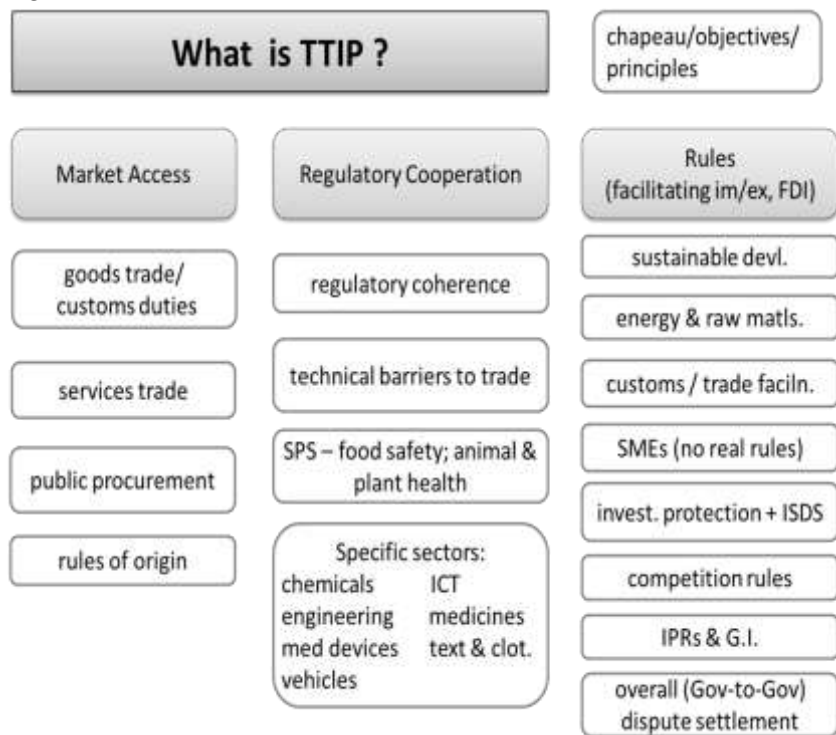 What is TTIP ?
chapeau/objectives/
principles
Market Access
goods trade/
customs duties
services trade
public procurement
rules of origin
Regulatory Cooperation
regulatory coherence
technical barriers to trade
SPS – food safety; animal &
plant health
Specific sectors:
chemicals ICT
engineering medicines
med devices text & clot.
vehicles
Rules
(facilitating im/ex, FDI)
sustainable devl.
energy & raw matls.
customs / trade faciln.
SMEs (no real rules)
invest. protection + ISDS
competition rules
IPRs & G.I.
overall (Gov-to-Gov)
dispute settlement